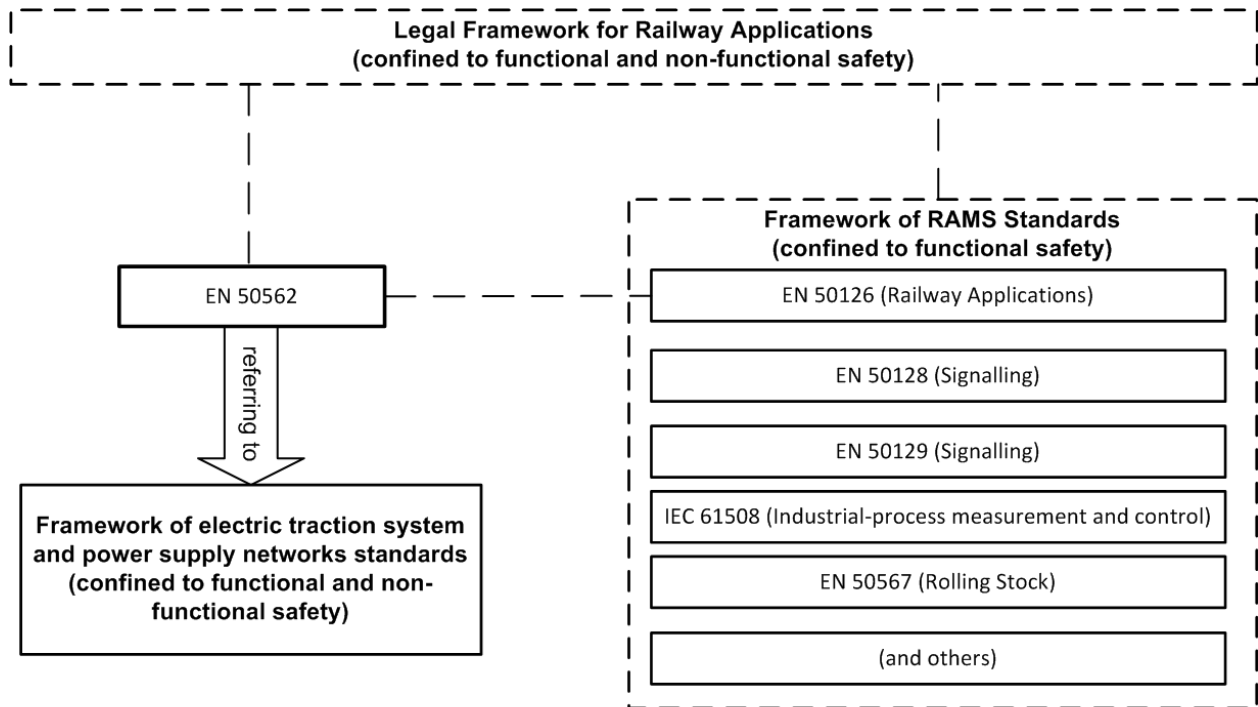 Legal Framework for Railway Applications
(confined to functional and non-functional safety)
Framework of RAMS Standards
(confined to functional safety)
EN 50562
EN 50126 (Railway Applications)
referring to
EN 50128 (Signalling)
EN 50129 (Signalling)
IEC 61508 (Industrial-process measurement and control)
EN 50567 (Rolling Stock)
(and others)
Framework of electric traction system
and power supply networks standards
(confined to functional and non-
functional safety)